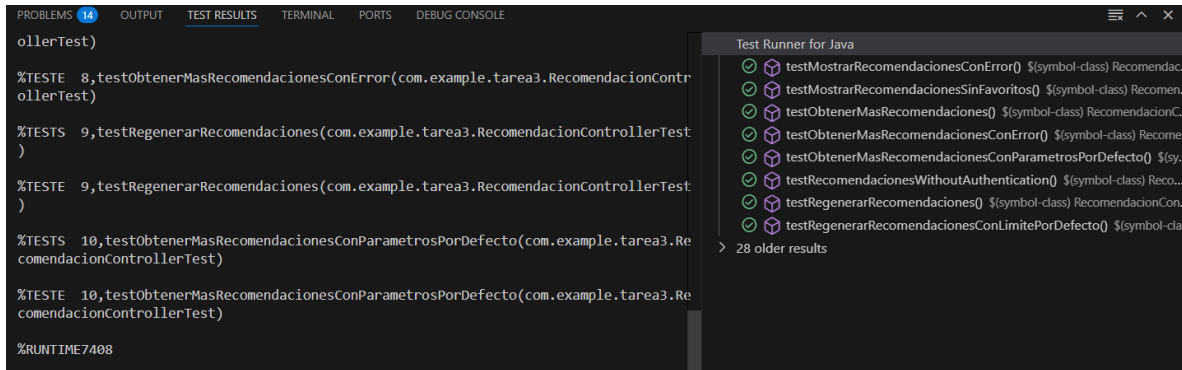 PROBLEMS 14 OUTPUT TEST RESULTS TERMINAL PORTS DEBUG CONSOLE
ollerTest)
%TESTE 8,testObtenerMasRecomendacionesConError(com.example.tarea3.RecomendacionContr
ollerTest)
%TESTS 9,testRegenerarRecomendaciones(com.example.tarea3.RecomendacionControllerTest
)
%TESTE 9,testRegenerarRecomendaciones(com.example.tarea3.RecomendacionControllerTest
)
%TESTS 10,testObtenerMasRecomendacionesConParametrosPorDefecto(com.example.tarea3.Re
comendacionControllerTest)
%TESTE 10,testObtenerMasRecomendacionesConParametrosPorDefecto(com.example.tarea3.Re
comendacionControllerTest)
%RUNTIME7408
Test Runner for Java
testMostrarRecomendacionesConError() $(symbol-class) Recomendac.
testMostrarRecomendacionesSinFavoritos() $(symbol-class) Recomen.
testObtenerMasRecomendaciones() $(symbol-class) RecomendacionC.
testObtenerMasRecomendacionesConError() $(symbol-class) Recome
testObtenerMasRecomendacionesConParametrosPorDefecto() $(sy.
testRecomendacionesWithoutAuthentication() $(symbol-class) Reco...
testRegenerarRecomendaciones() $(symbol-class) RecomendacionCon.
testRegenerarRecomendacionesConLimitePorDefecto() $(symbol-cla
28 older results